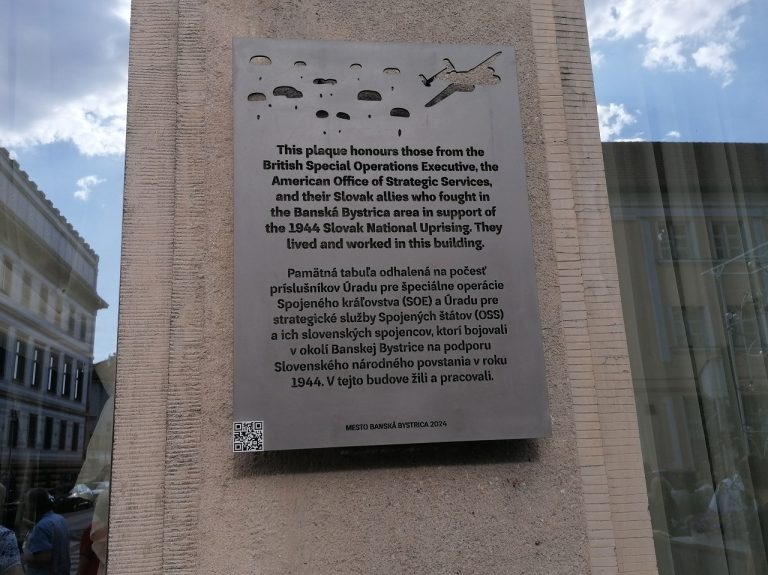 This plaque honours those from the
British Special Operations Executive, the
American Office of Strategic Services,
and their Slovak allies who fought in
the Banská Bystrica area in support of
the 1944 Slovak National Uprising. They
lived and worked in this building.
Pamätná tabuľa odhalená na počesť
príslušníkov Úradu pre špeciálne operácie
Spojeného kráľovstva (SOE) a Úradu pre
strategické služby Spojených štátov (OSS)
a ich slovenských spojencov, ktorí bojovali
v okolí Banskej Bystrice na podporu
Slovenského národného povstania v roku
1944. V tejto budove žili a pracovali.
MESTO BANSKÁ BYSTRICA 2024